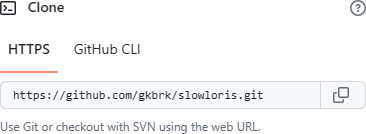 Clone
HTTPS GitHub CLI
https://github.com/gkbrk/slowloris.git
Use Git or checkout with SVN using the web URL.